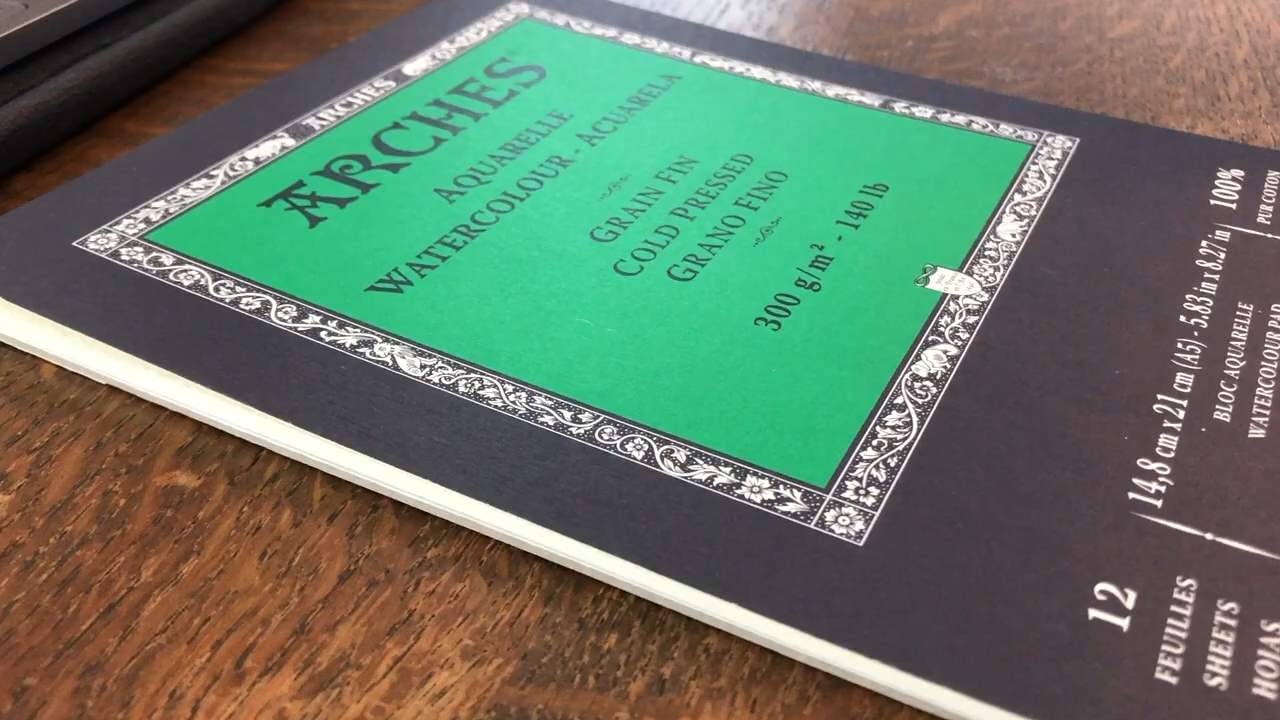 ARCHES
ARCHES
AQUARELLE
WATERCOLOUR - ACUARELA
GRAIN FIN
COLD PRESSED
GRANO FINO
300 g/m² - 140 lb
12
FEUILLES
SHEETS
HOJAS
14,8 cm x 21 cm (A5) - 5.83 in x 8.27 in
BLOC AQUARELLE
WATERCOLOUR PAD
100%
PUR COTON